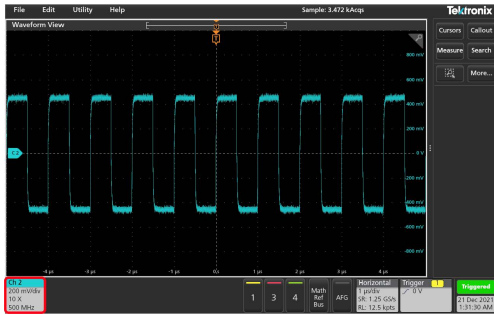 File Edit Utility Help Sample: 3.472 kAcqs Tektronix
Waveform View
Cursors Callout
Measure Search
More...
800 mV
600 mV
400 mV
200 mV
C2
0 V
-200 mV
-400 mV
-600 mV
-800 mV
-4 µs -3 µs -2 µs -1 µs 0 s 1 µs 2 µs 3 µs 4 µs
Ch 2
200 mV/div
10 X
500 MHz
1 3 4
Math
Ref
Bus
AFG
Horizontal
1 µs/div
SR: 1.25 GS/s
RL: 12.5 kpts
Trigger 1
0 V
Triggered
21 Dec 2021
1:31:30 AM